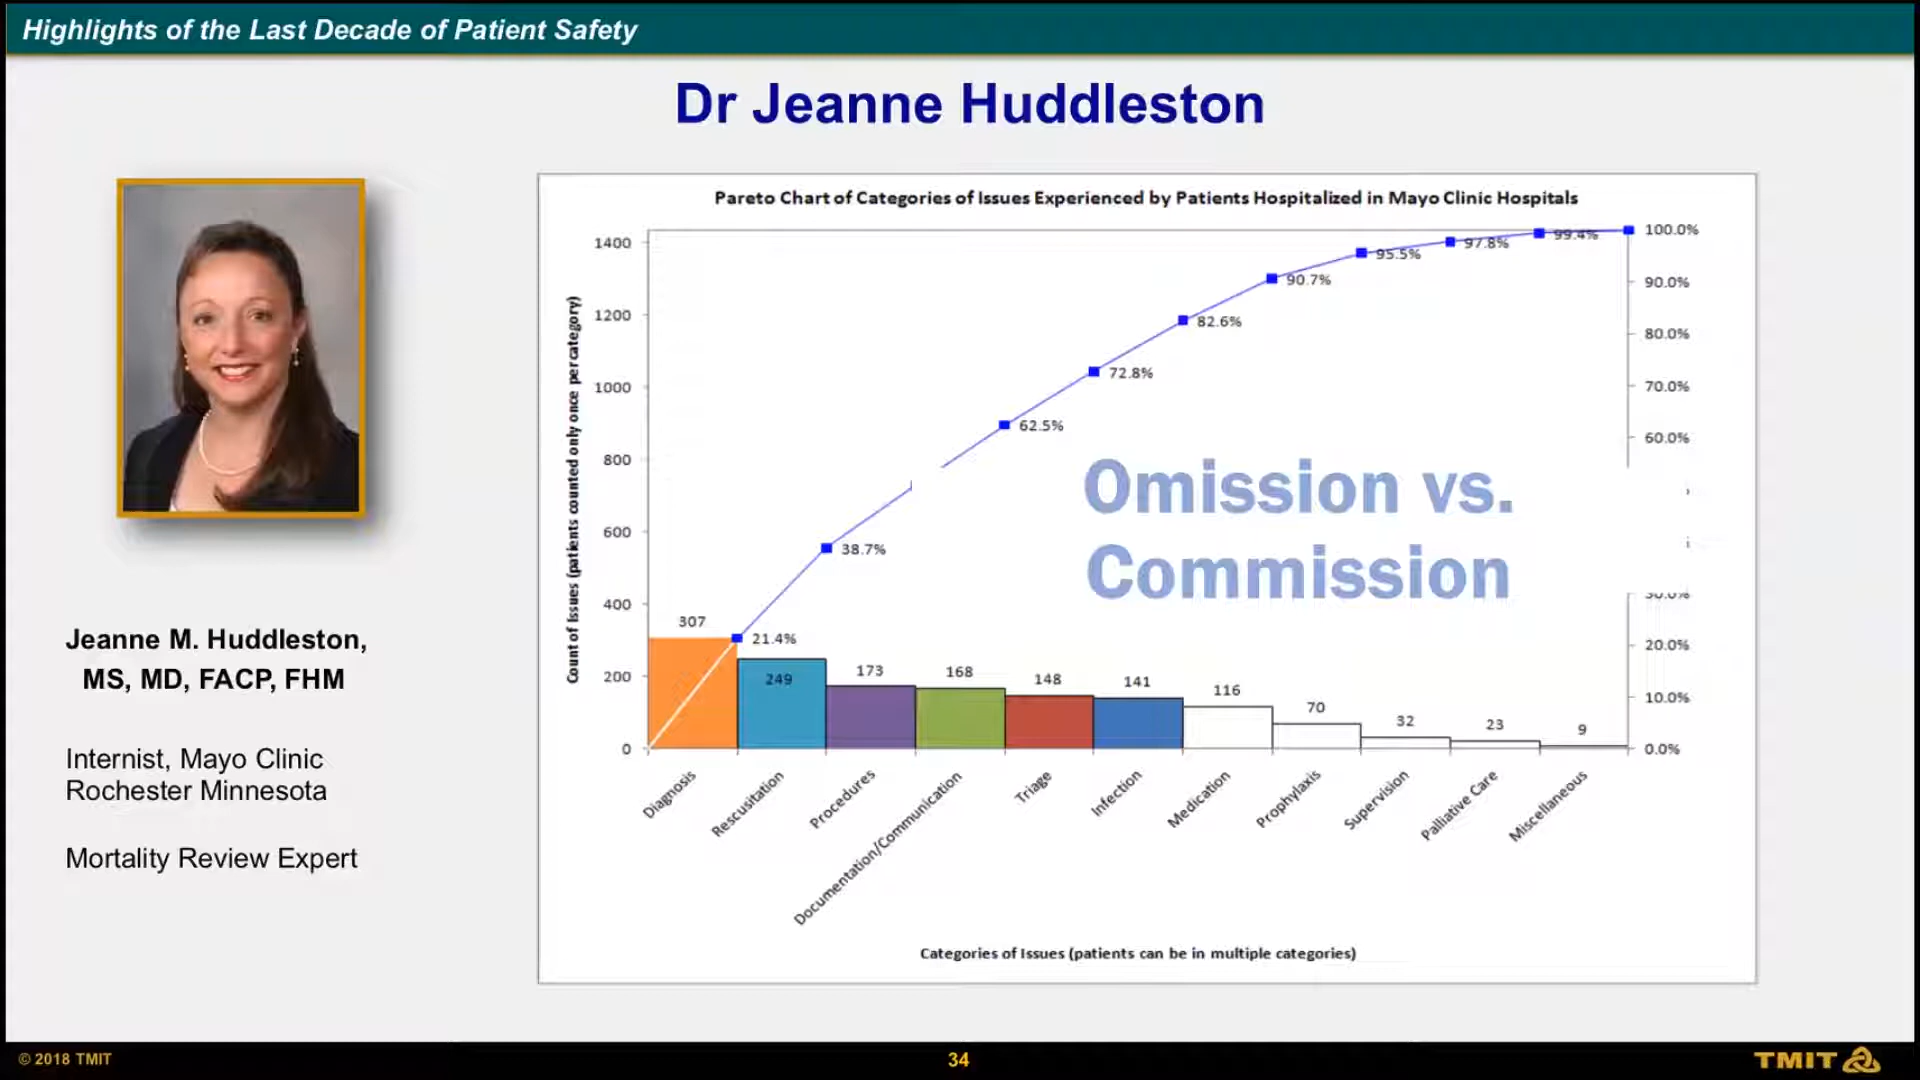 Highlights of the Last Decade of Patient Safety
Dr Jeanne Huddleston
Jeanne M. Huddleston,
MS, MD, FACP, FHM
Internist, Mayo Clinic
Rochester Minnesota
Mortality Review Expert
Pareto Chart of Categories of Issues Experienced by Patients Hospitalized in Mayo Clinic Hospitals
Count of Issues (patients counted only once per category)
1400
1200
1000
800
600
400
200
0
100.0%
90.0%
80.0%
70.0%
60.0%
20.0%
10.0%
0.0%
21.4%
38.7%
62.5%
72.8%
82.6%
90.7%
95.5%
97.8%
99.4%
Omission vs.
Commission
307
249
173
168
148
141
116
70
32
23
9
Diagnosis
Rescusitation
Procedures
Documentation/Communication
Triage
Infection
Medication
Prophylaxis
Supervision
Palliative Care
Miscellaneous
Categories of Issues (patients can be in multiple categories)
© 2018 TMIT
34
TMIT